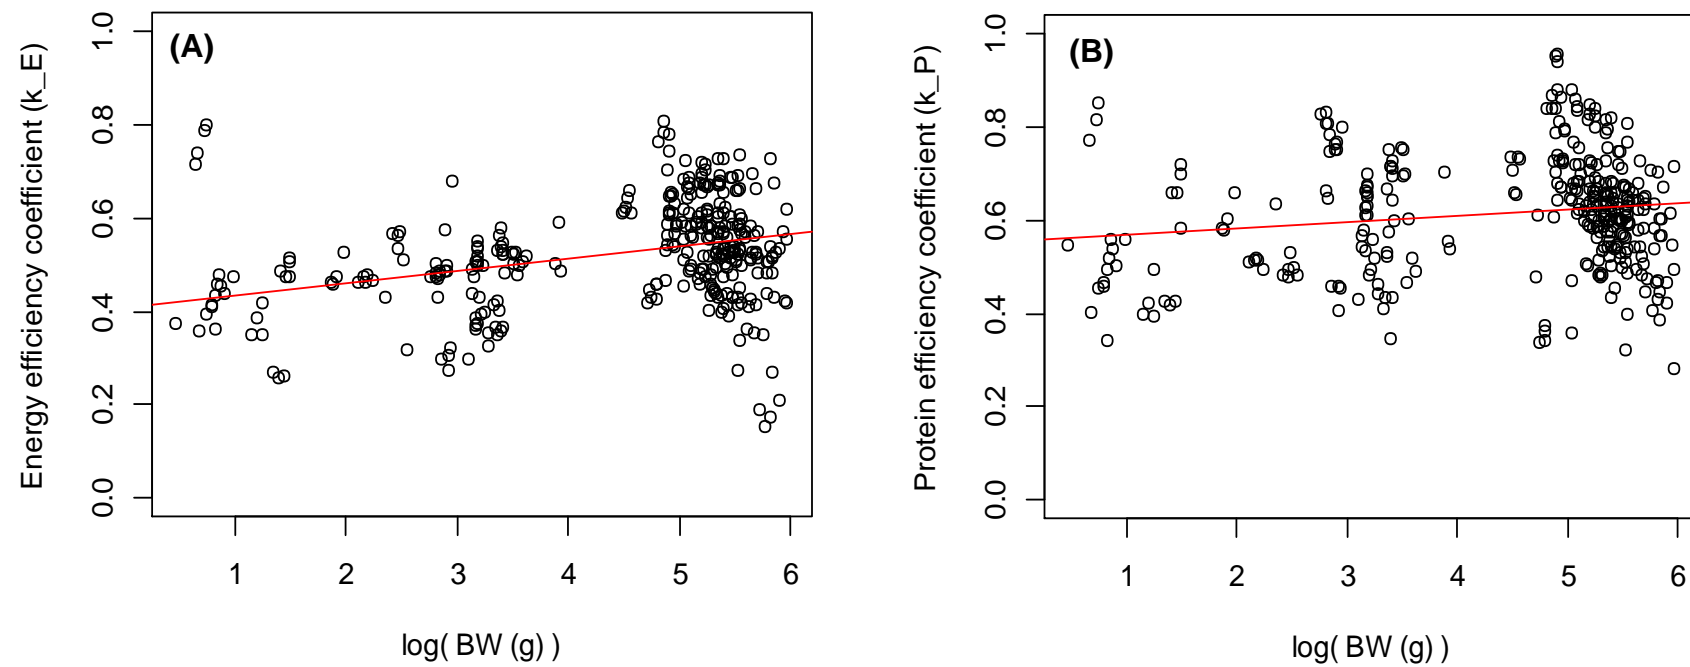 (A)
Energy efficiency coefficient (k_E)
1.0
0.8
0.6
0.4
0.2
0.0
1 2 3 4 5 6
log( BW (g) )
(B)
Protein efficiency coefficient (k_P)
1.0
0.8
0.6
0.4
0.2
0.0
1 2 3 4 5 6
log( BW (g) )